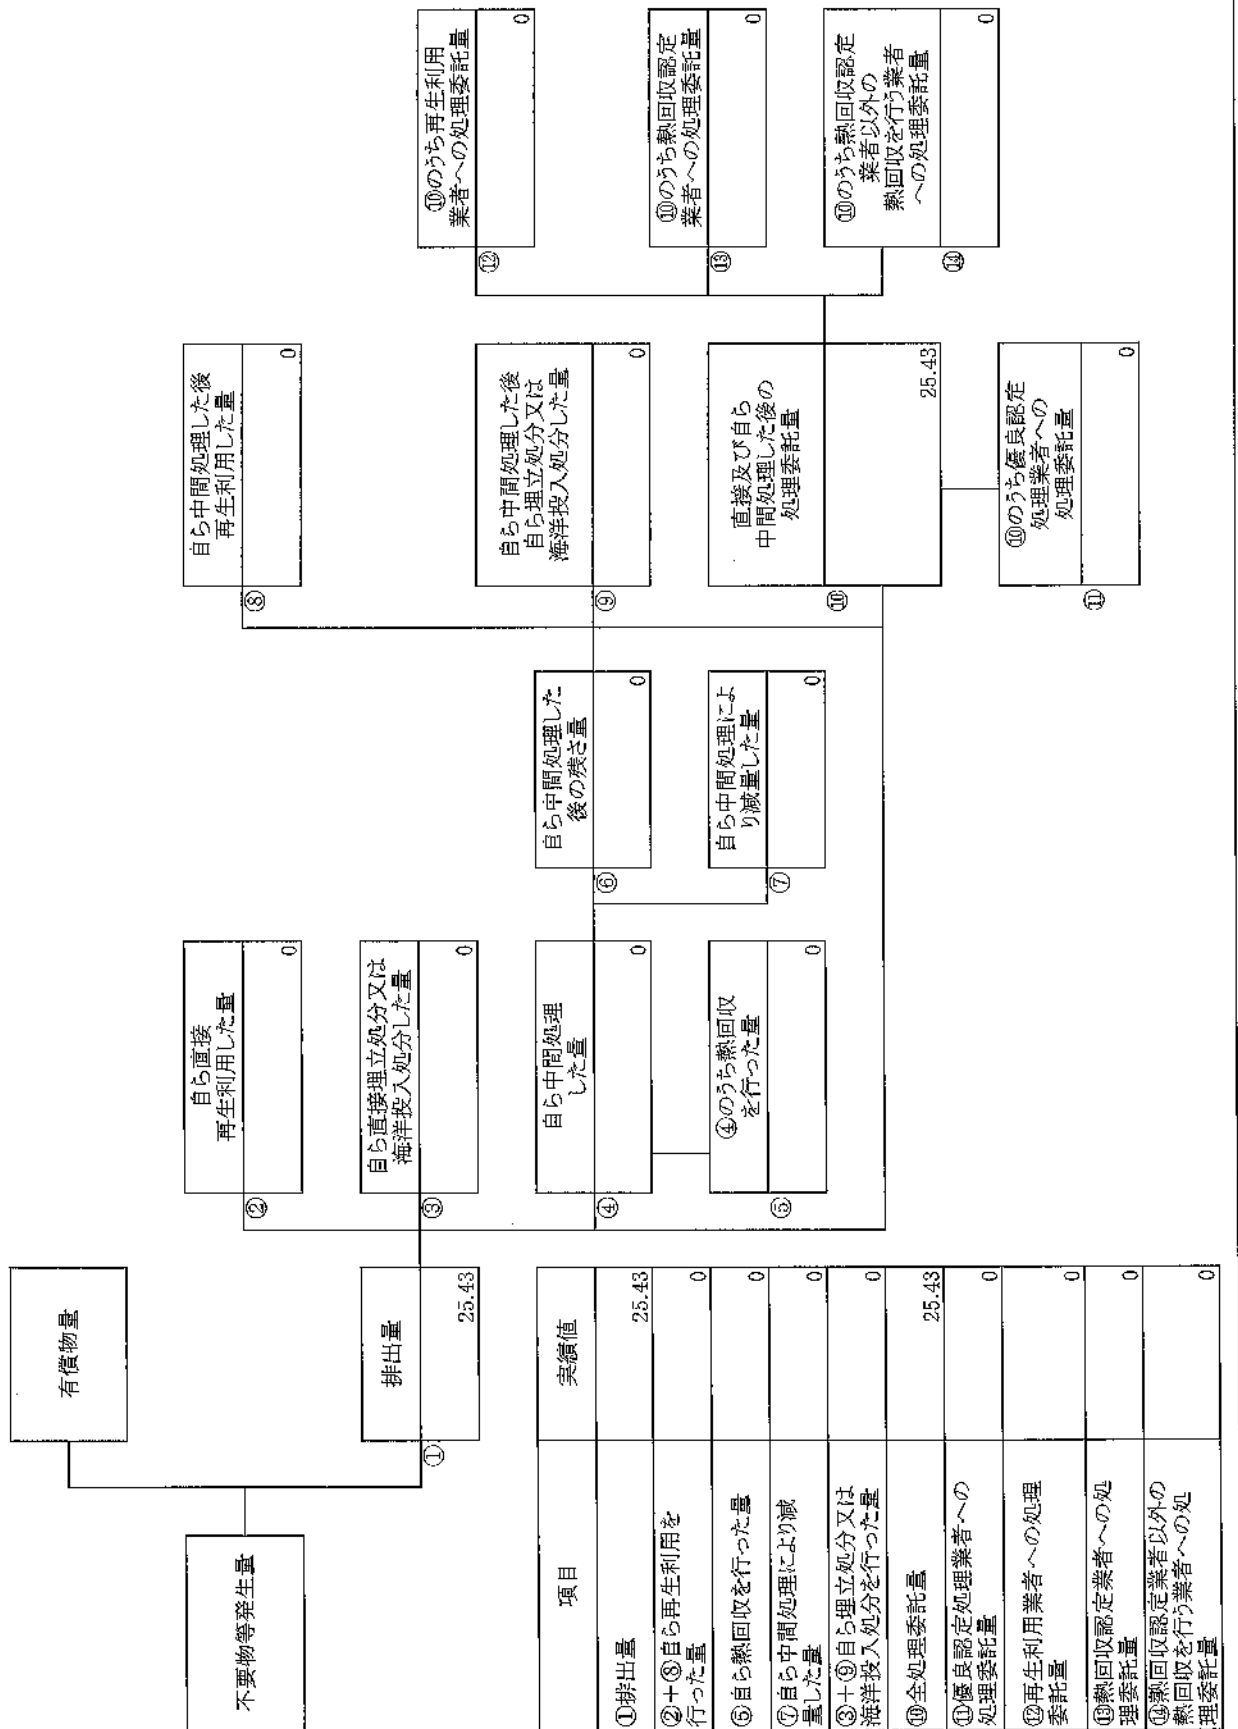 不要物等発生量
有償物量
①
排出量
25.43
②
自ら直接
再生利用した量
0
③
自ら直接埋立処分又は
海洋投入処分した量
0
④
自ら中間処理
した量
0
⑤
④のうち熱回収
を行った量
0
⑥
自ら中間処理した
後の残さ量
0
⑦
自ら中間処理によ
り減量した量
0
⑧
自ら中間処理した後
再生利用した量
0
⑨
自ら中間処理した後
自ら埋立処分又は
海洋投入処分した量
0
⑩
直接及び自ら
中間処理した後の
処理委託量
25.43
⑪
⑩のうち優良認定
処理業者への
処理委託量
0
⑫
⑩のうち再生利用
業者への処理委託量
0
⑬
⑩のうち熱回収認定
業者への処理委託量
0
⑭
⑩のうち熱回収認定
業者以外の
熱回収を行う業者
への処理委託量
0
項目 実績値
①排出量 25.43
②+⑧自ら再生利用を
行った量 0
⑤自ら熱回収を行った量 0
⑦自ら中間処理により減
量した量 0
③+⑨自ら埋立処分又は
海洋投入処分を行った量 0
⑩全処理委託量 25.43
⑪優良認定処理業者への
処理委託量 0
⑫再生利用業者への処理
委託量 0
⑬熱回収認定業者への処
理委託量 0
⑭熱回収認定業者以外の
熱回収を行う業者への処
理委託量 0